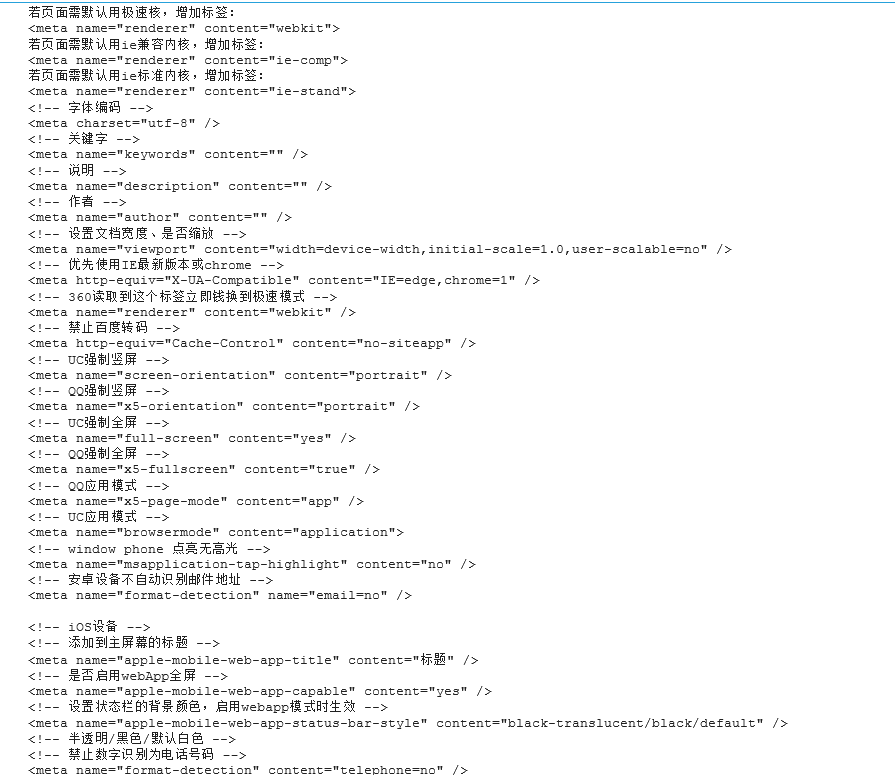 若页面需默认用极速核，增加标签：
<meta name="renderer" content="webkit">
若页面需默认用ie兼容内核，增加标签：
<meta name="renderer" content="ie-comp">
若页面需默认用ie标准内核，增加标签：
<meta name="renderer" content="ie-stand">
<!-- 字体编码 -->
<meta charset="utf-8" />
<!-- 关键字 -->
<meta name="keywords" content="" />
<!-- 说明 -->
<meta name="description" content="" />
<!-- 作者 -->
<meta name="author" content="" />
<!-- 设置文档宽度、是否缩放 -->
<meta name="viewport" content="width=device-width,initial-scale=1.0,user-scalable=no" />
<!-- 优先使用IE最新版本或chrome -->
<meta http-equiv="X-UA-Compatible" content="IE=edge,chrome=1" />
<!-- 360读取到这个标签立即钱换到极速模式 -->
<meta name="renderer" content="webkit" />
<!-- 禁止百度转码 -->
<meta http-equiv="Cache-Control" content="no-siteapp" />
<!-- UC强制竖屏 -->
<meta name="screen-orientation" content="portrait" />
<!-- QQ强制竖屏 -->
<meta name="x5-orientation" content="portrait" />
<!-- UC强制全屏 -->
<meta name="full-screen" content="yes" />
<!-- QQ强制全屏 -->
<meta name="x5-fullscreen" content="true" />
<!-- QQ应用模式 -->
<meta name="x5-page-mode" content="app" />
<!-- UC应用模式 -->
<meta name="browsermode" content="application">
<!-- window phone 点亮无高光 -->
<meta name="msapplication-tap-highlight" content="no" />
<!-- 安卓设备不自动识别邮件地址 -->
<meta name="format-detection" name="email=no" />
<!-- iOS设备 -->
<!-- 添加到主屏幕的标题 -->
<meta name="apple-mobile-web-app-title" content="标题" />
<!-- 是否启用webApp全屏 -->
<meta name="apple-mobile-web-app-capable" content="yes" />
<!-- 设置状态栏的背景颜色，启用webapp模式时生效 -->
<meta name="apple-mobile-web-app-status-bar-style" content="black-translucent/black/default" />
<!-- 半透明/黑色/默认白色 -->
<!-- 禁止数字识别为电话号码 -->
<meta name="format-detection" content="telephone=no" />